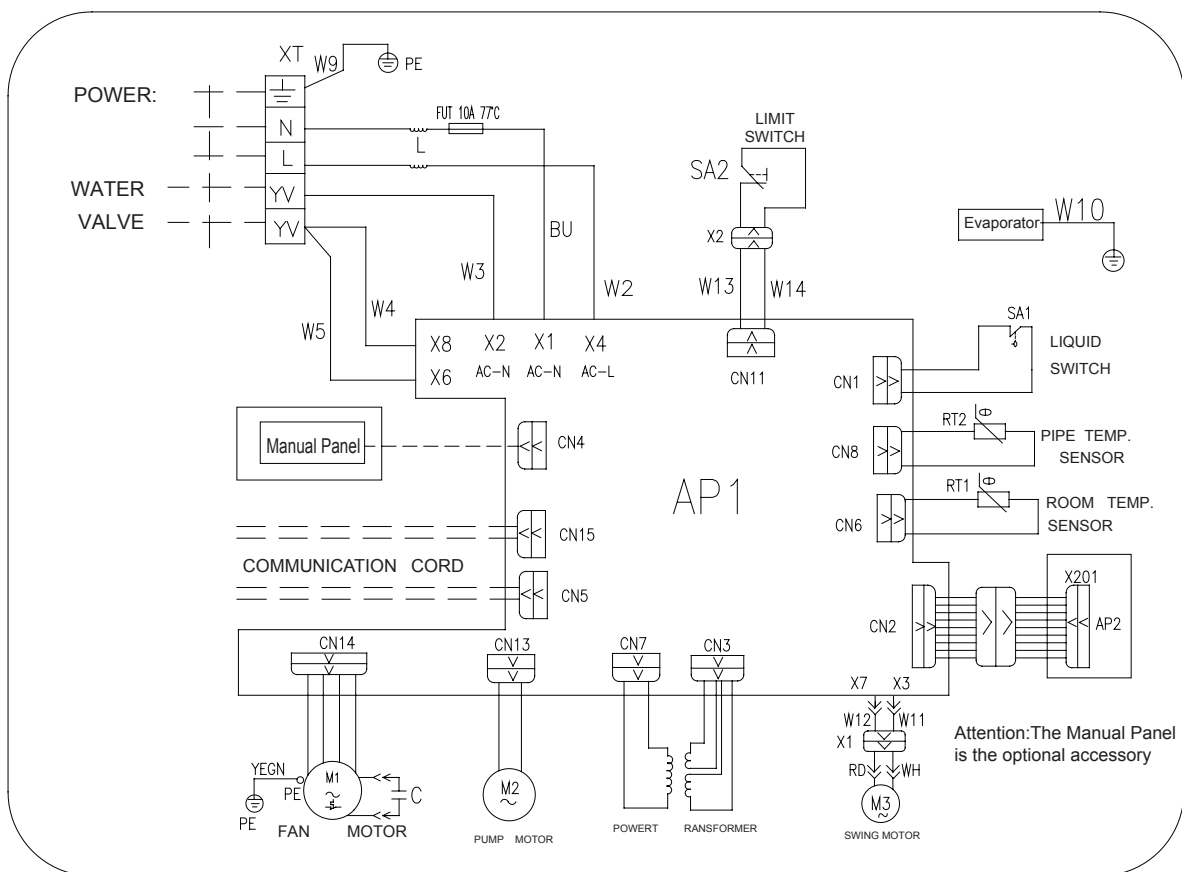 XT
W9
PE
POWER:
N
FUT 10A 77°C
L
L
WATER
VALVE
YV
YV
LIMIT
SWITCH
SA2
X2
W13
W14
CN11
Evaporator
W10
BU
W3
W2
W4
W5
X8
X2
X1
X4
X6
AC-N
AC-N
AC-L
SA1
LIQUID
SWITCH
CN1
Manual Panel
CN4
RT2
PIPE TEMP.
SENSOR
CN8
AP1
RT1
ROOM TEMP.
SENSOR
CN6
CN15
COMMUNICATION CORD
CN5
X201
CN2
AP2
CN14
CN13
CN7
CN3
X7
X3
W12
W11
X1
RD
WH
M3
~
SWING MOTOR
Attention:The Manual Panel
is the optional accessory
YEGN
PE
PE
M1
~
C
FAN MOTOR
M2
~
PUMP MOTOR
POWERT RANSFORMER